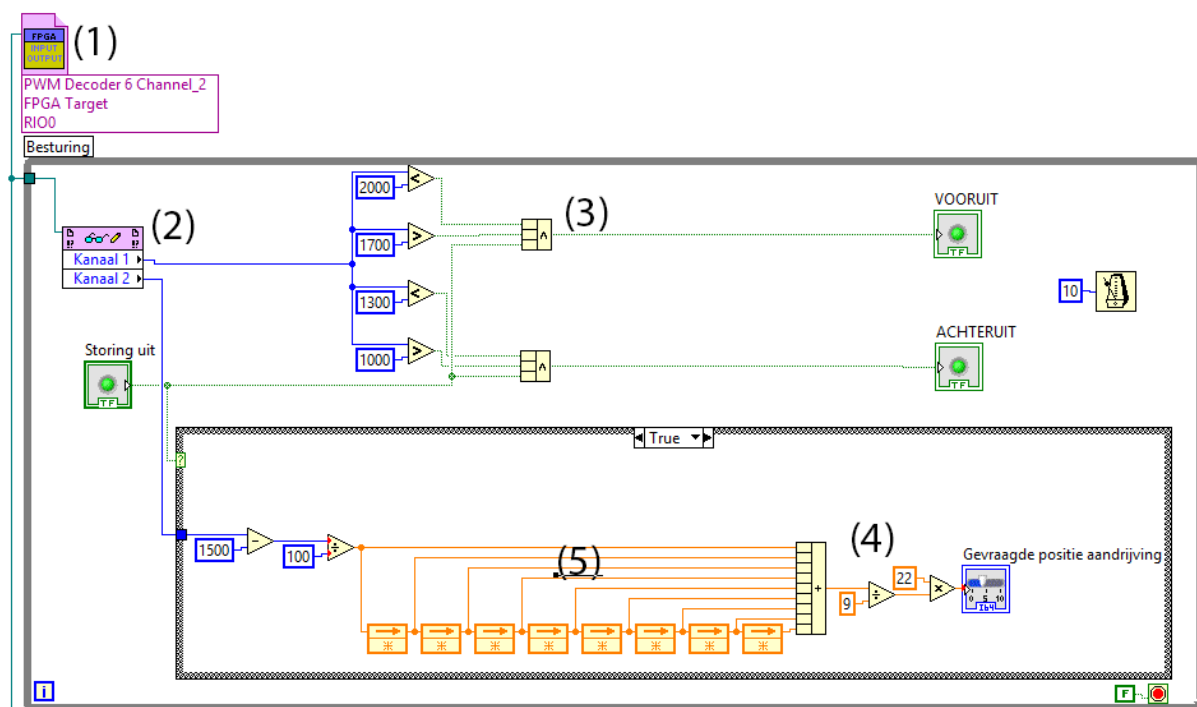 FPGA
INPUT
OUTPUT
(1)
PWM Decoder 6 Channel_2
FPGA Target
RIO0
Besturing
(2)
Kanaal 1
Kanaal 2
2000
<
1700
>
1300
<
1000
>
(3)
VOORUIT
TF
10
ACHTERUIT
TF
Storing uit
TF
True
?
1500
-
100
÷
(5)
+
(4)
9
÷
22
×
Gevraagde positie aandrijving
0 5 10
I64
i
F